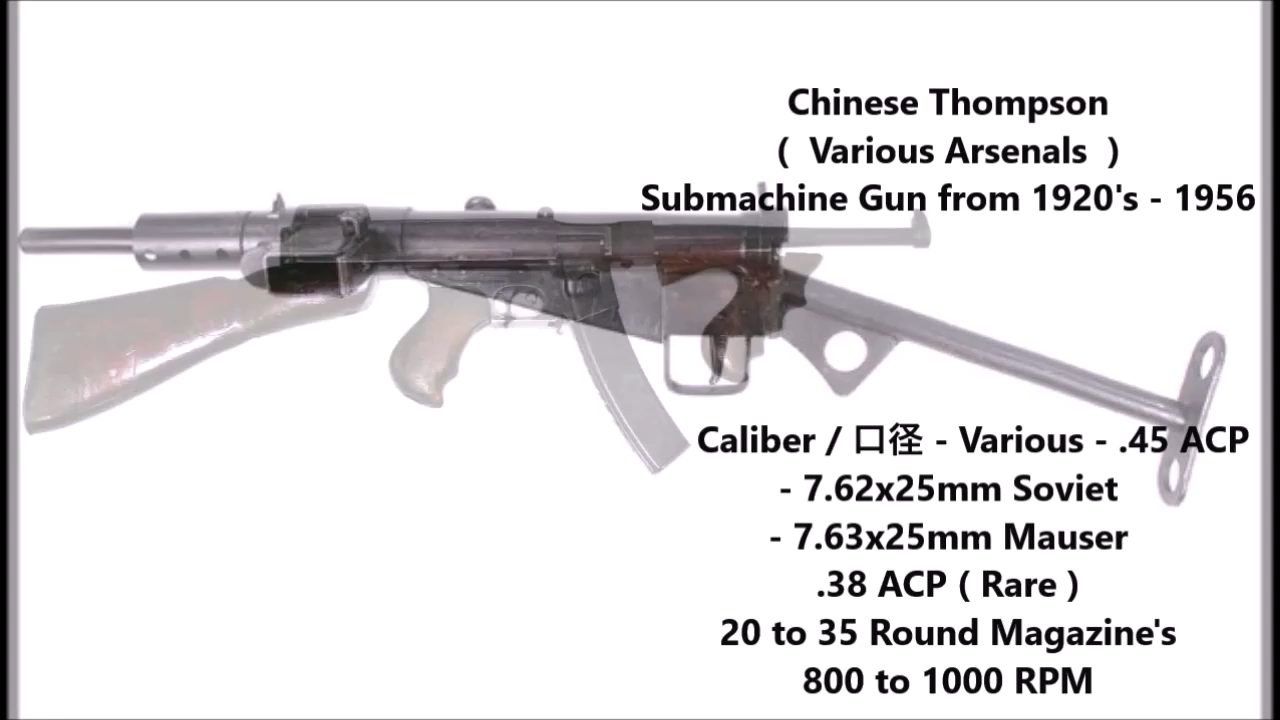 Chinese Thompson
( Various Arsenals )
Submachine Gun from 1920's - 1956
Caliber / 口径 - Various - .45 ACP
- 7.62x25mm Soviet
- 7.63x25mm Mauser
.38 ACP ( Rare )
20 to 35 Round Magazine's
800 to 1000 RPM